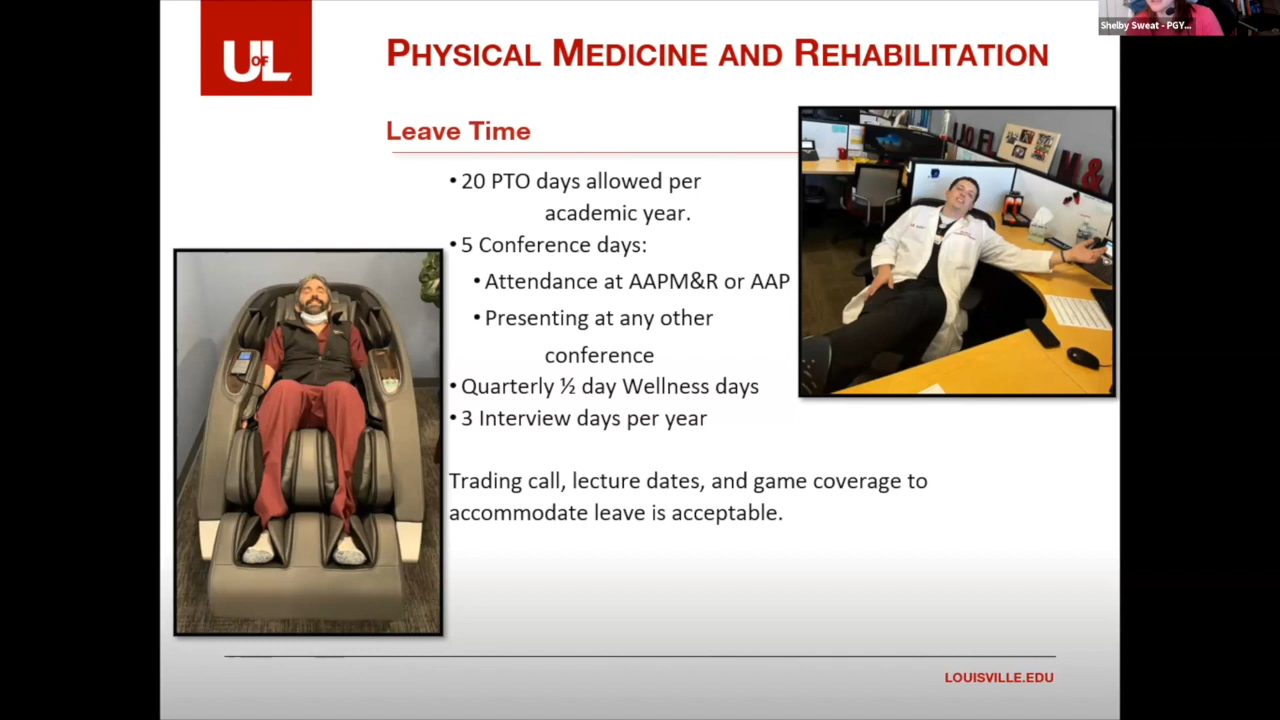 Shelby Sweat - PGY...
UOFL
PHYSICAL MEDICINE AND REHABILITATION
Leave Time
• 20 PTO days allowed per
academic year.
• 5 Conference days:
• Attendance at AAPM&R or AAP
• Presenting at any other
conference
• Quarterly ½ day Wellness days
• 3 Interview days per year
Trading call, lecture dates, and game coverage to
accommodate leave is acceptable.
LOUISVILLE.EDU